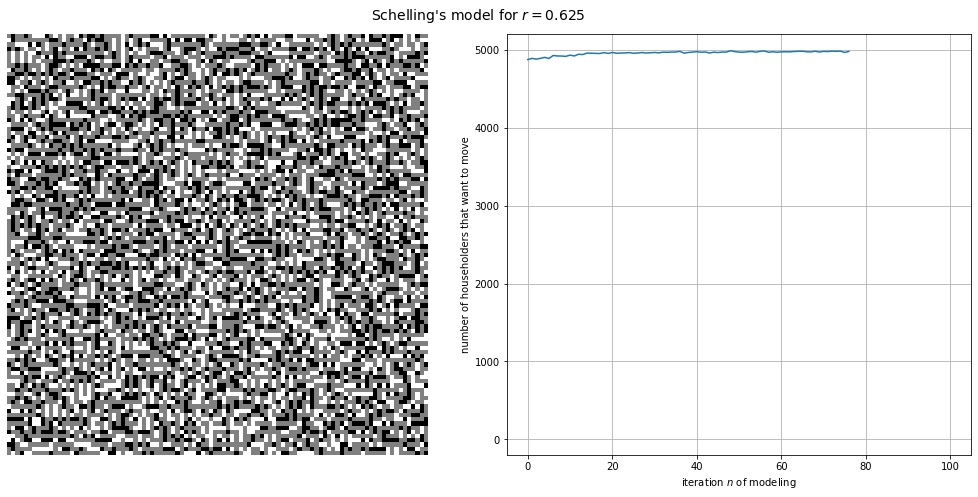 Schelling's model for r = 0.625
number of householders that want to move
5000
4000
3000
2000
1000
0
0 20 40 60 80 100
iteration n of modeling